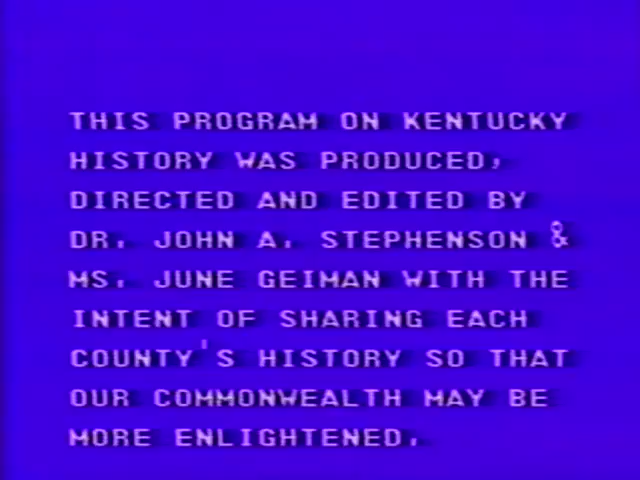 THIS PROGRAM ON KENTUCKY
HISTORY WAS PRODUCED,
DIRECTED AND EDITED BY
DR. JOHN A. STEPHENSON &
MS. JUNE GEIMAN WITH THE
INTENT OF SHARING EACH
COUNTY'S HISTORY SO THAT
OUR COMMONWEALTH MAY BE
MORE ENLIGHTENED.